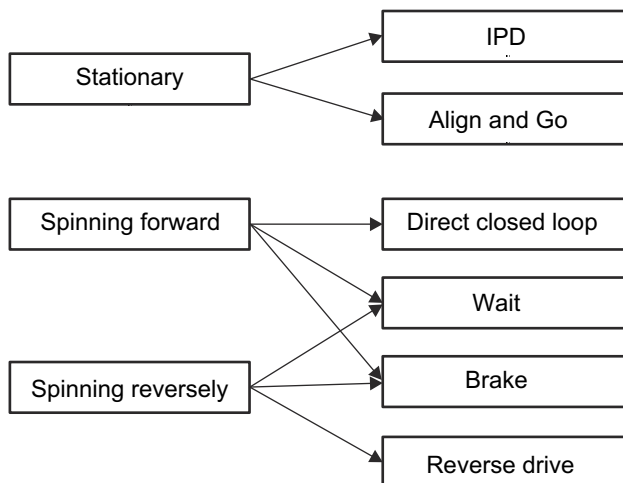 IPD
Stationary
Align and Go
Spinning forward
Direct closed loop
Wait
Spinning reversely
Brake
Reverse drive